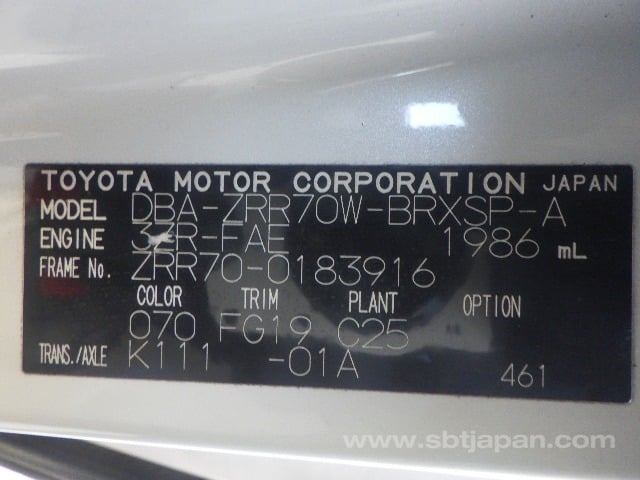 TOYOTA MOTOR CORPORATION JAPAN
MODEL DBA-ZRR70W-BRXSP-A
ENGINE 3ZR-FAE 1986 mL
FRAME No. ZRR70-0183916
COLOR TRIM PLANT OPTION
070 FG19 C25
TRANS./AXLE K111 -01A
461
www.sbtjapan.com